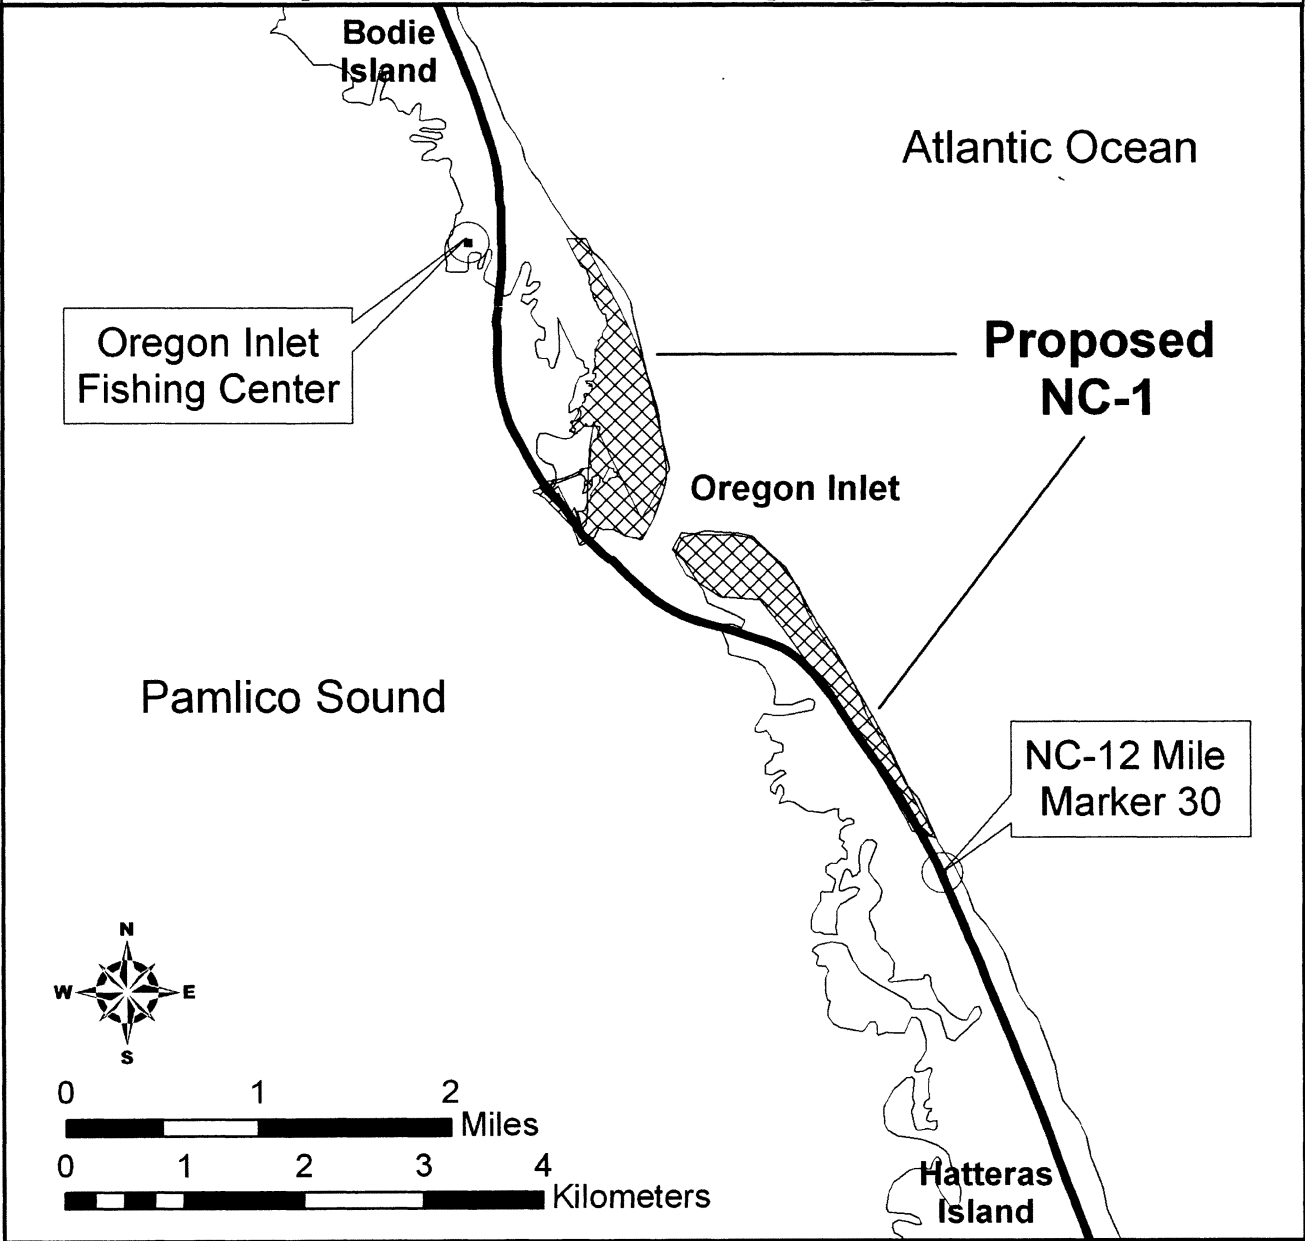 Bodie
Island
Atlantic Ocean
Oregon Inlet
Fishing Center
Proposed
NC-1
Oregon Inlet
Pamlico Sound
NC-12 Mile
Marker 30
N
W E
S
0 1 2
Miles
0 1 2 3 4
Kilometers
Hatteras
Island